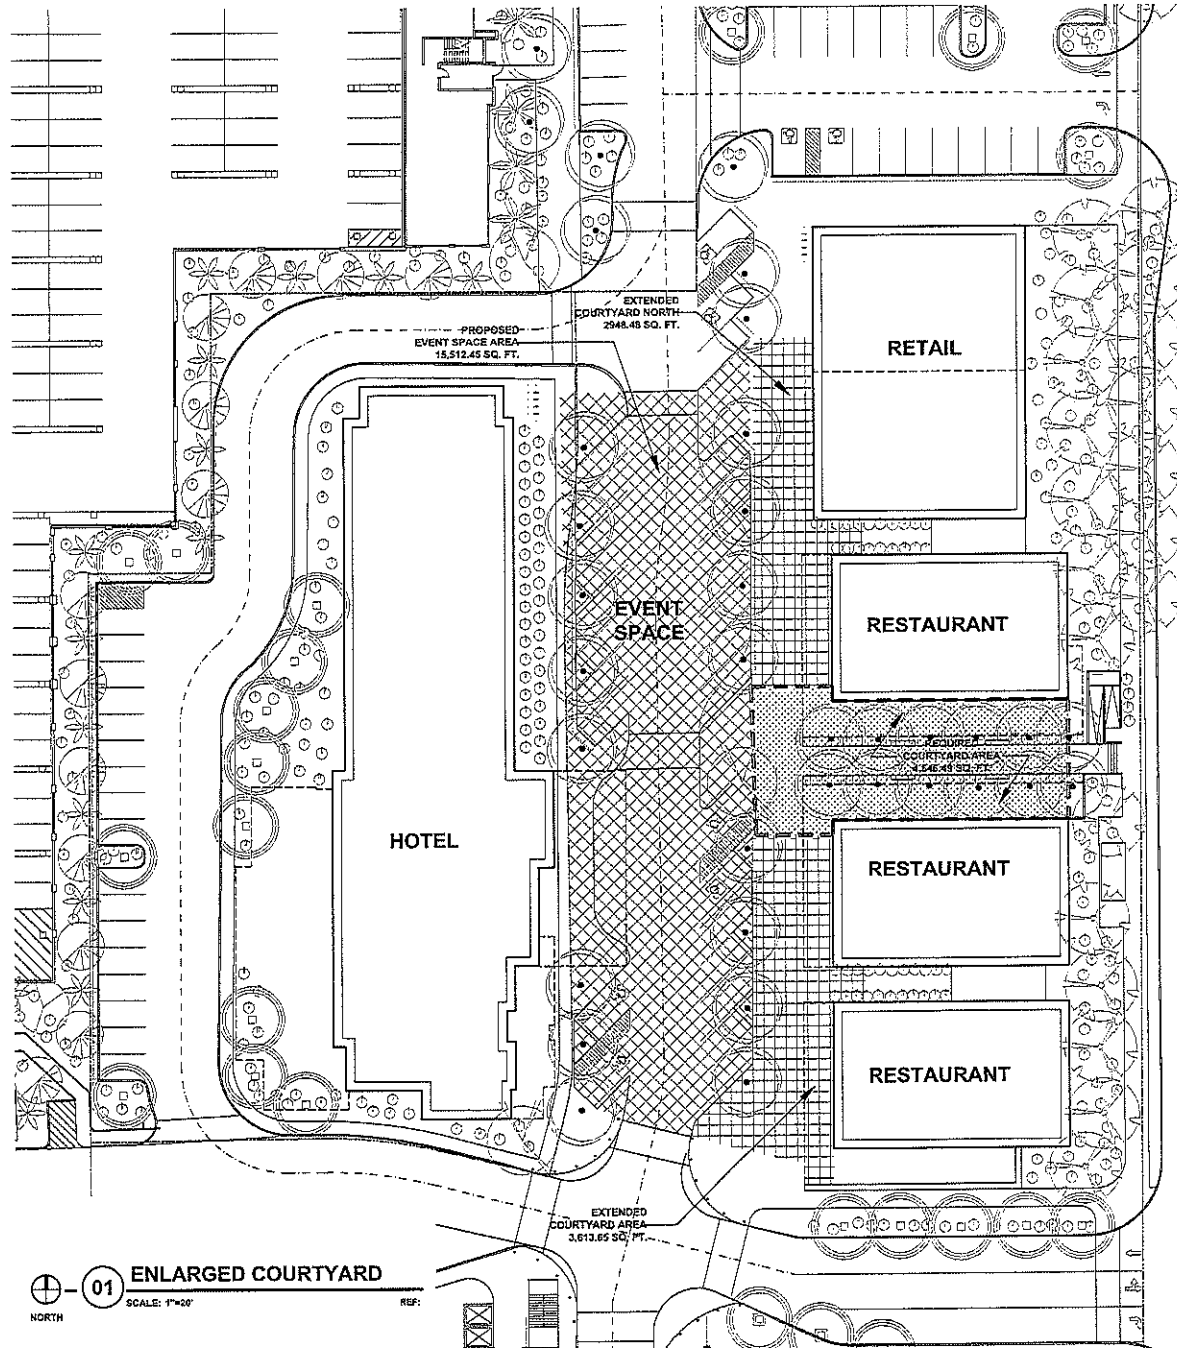 EXTENDED
COURTYARD NORTH
2948.48 SQ. FT.
PROPOSED
EVENT SPACE AREA
15,512.45 SQ. FT.
RETAIL
EVENT
SPACE
RESTAURANT
REQUIRED
COURTYARD AREA
HOTEL
RESTAURANT
RESTAURANT
EXTENDED
COURTYARD AREA
3,613.65 SQ. FT.
01
ENLARGED COURTYARD
SCALE: 1"=20'
REF:
NORTH